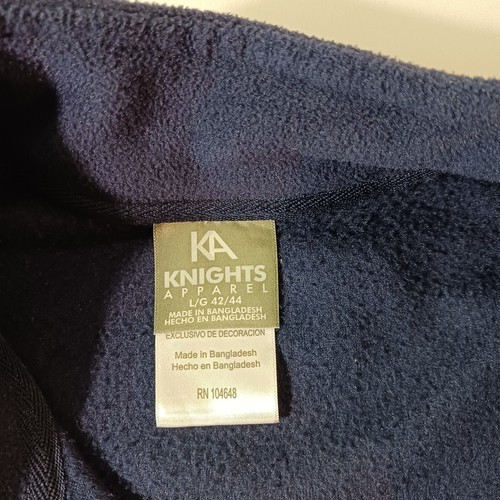 KA
KNIGHTS
APPAREL
L/G 42/44
MADE IN BANGLADESH
HECHO EN BANGLADESH
EXCLUSIVO DE DECORACION
Made in Bangladesh
Hecho en Bangladesh
RN 104648